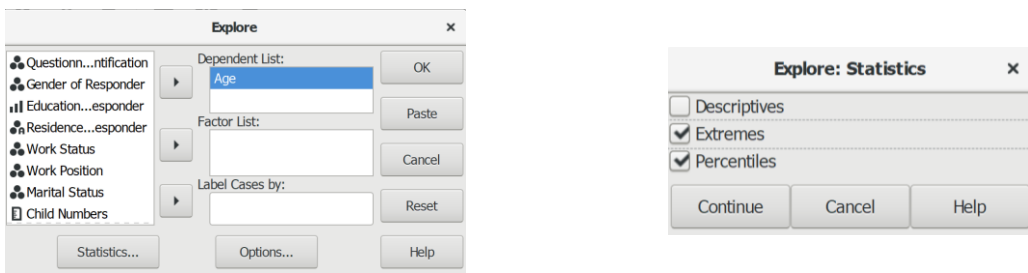 Explore ×
Questionn...ntification
Gender of Responder
Education...esponder
Residence...esponder
Work Status
Work Position
Marital Status
Child Numbers
Dependent List:
Age
Factor List:
Label Cases by:
OK
Paste
Cancel
Reset
Statistics...
Options...
Help
Explore: Statistics ×
Descriptives
Extremes
Percentiles
Continue
Cancel
Help